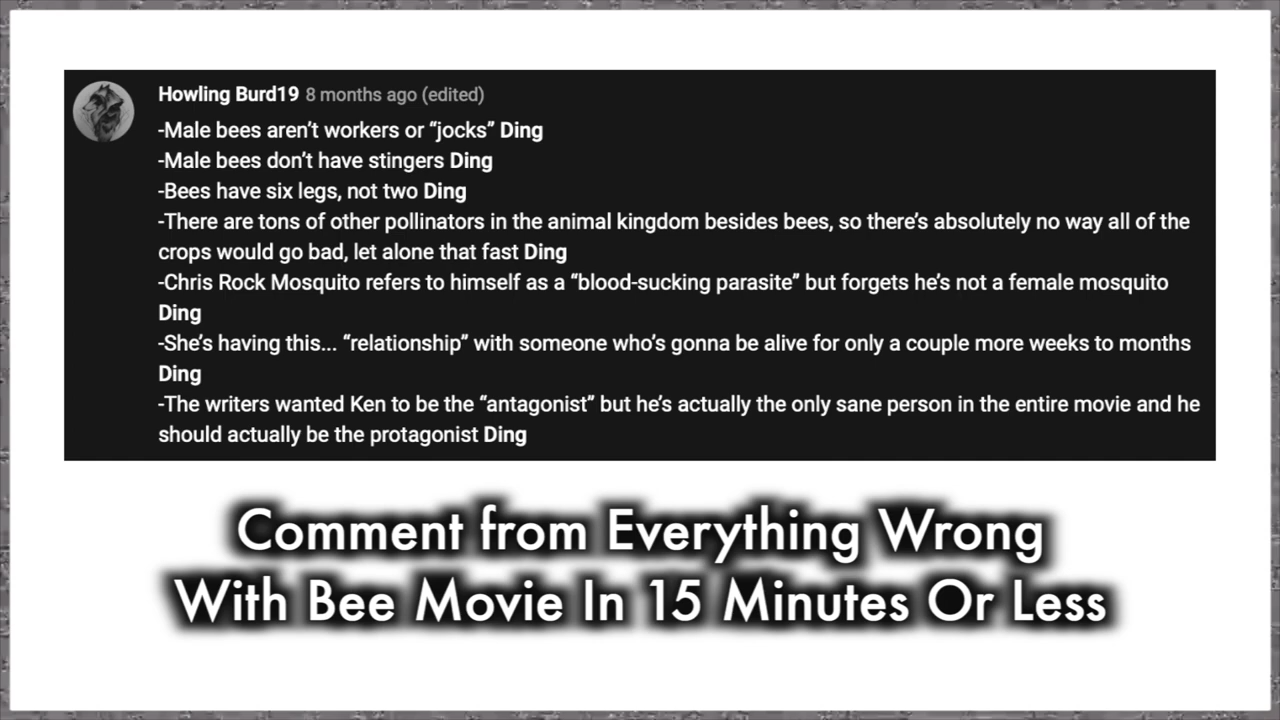 Howling Burd19 8 months ago (edited)
-Male bees aren’t workers or “jocks” Ding
-Male bees don’t have stingers Ding
-Bees have six legs, not two Ding
-There are tons of other pollinators in the animal kingdom besides bees, so there’s absolutely no way all of the
crops would go bad, let alone that fast Ding
-Chris Rock Mosquito refers to himself as a “blood-sucking parasite” but forgets he’s not a female mosquito
Ding
-She’s having this... “relationship” with someone who’s gonna be alive for only a couple more weeks to months
Ding
-The writers wanted Ken to be the “antagonist” but he’s actually the only sane person in the entire movie and he
should actually be the protagonist Ding
Comment from Everything Wrong
With Bee Movie In 15 Minutes Or Less